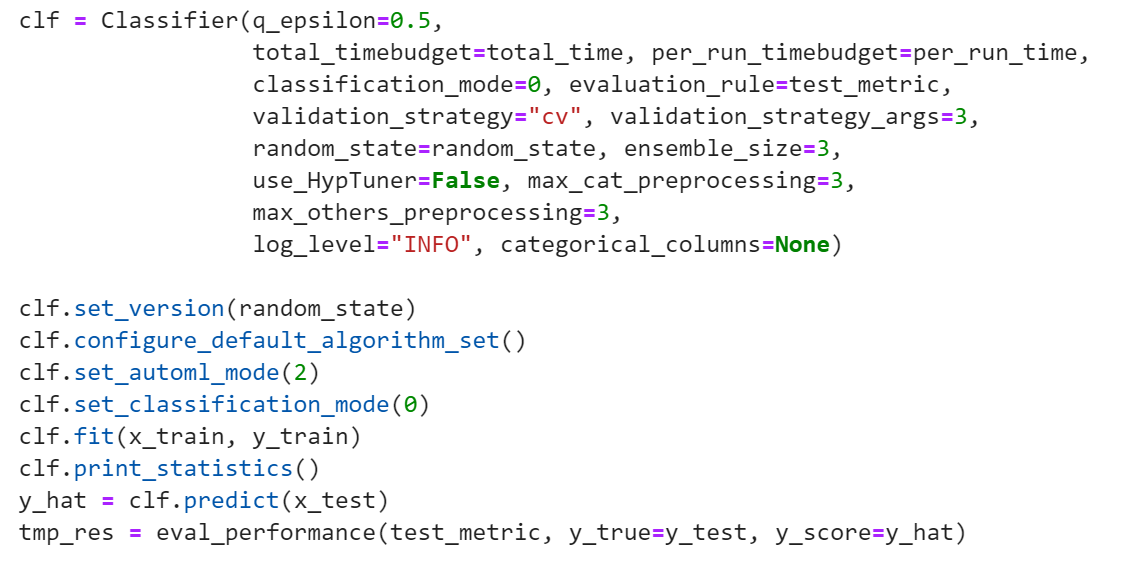 clf = Classifier(q_epsilon=0.5,
                 total_timebudget=total_time, per_run_timebudget=per_run_time,
                 classification_mode=0, evaluation_rule=test_metric,
                 validation_strategy="cv", validation_strategy_args=3,
                 random_state=random_state, ensemble_size=3,
                 use_HypTuner=False, max_cat_preprocessing=3,
                 max_others_preprocessing=3,
                 log_level="INFO", categorical_columns=None)

clf.set_version(random_state)
clf.configure_default_algorithm_set()
clf.set_automl_mode(2)
clf.set_classification_mode(0)
clf.fit(x_train, y_train)
clf.print_statistics()
y_hat = clf.predict(x_test)
tmp_res = eval_performance(test_metric, y_true=y_test, y_score=y_hat)